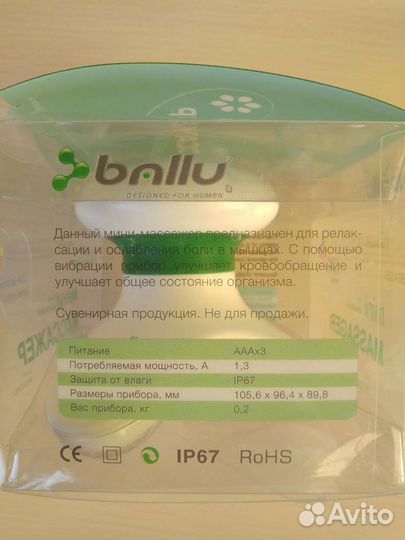 ballu
DESIGNED FOR HUMAN
Данный мини-массажер предназначен для релак-
сации и ослабления боли в мышцах. С помощью
вибрации прибор улучшает кровообращение и
улучшает общее состояние организма.
Сувенирная продукция. Не для продажи.
Питание AAAx3
Потребляемая мощность, А 1,3
Защита от влаги IP67
Размеры прибора, мм 105,6 x 96,4 x 89,8
Вес прибора, кг 0,2
CE IP67 RoHS
МАССАЖЕР
MASSAGER
Avito